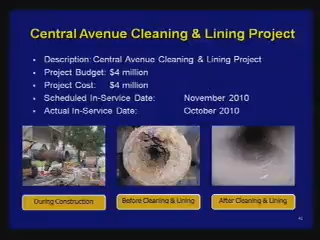 Central Avenue Cleaning & Lining Project
• Description: Central Avenue Cleaning & Lining Project
• Project Budget: $4 million
• Project Cost: $4 million
• Scheduled In-Service Date: November 2010
• Actual In-Service Date: October 2010
During Construction
Before Cleaning & Lining
After Cleaning & Lining